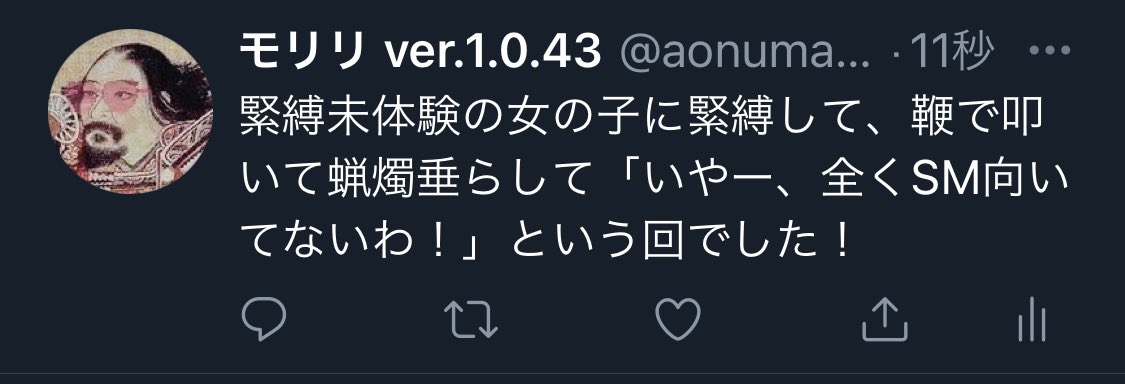 モリリ ver.1.0.43 @aonuma... ・11秒
緊縛未体験の女の子に緊縛して、鞭で叩
いて蝋燭垂らして「いやー、全くSM向い
てないわ！」という回でした！